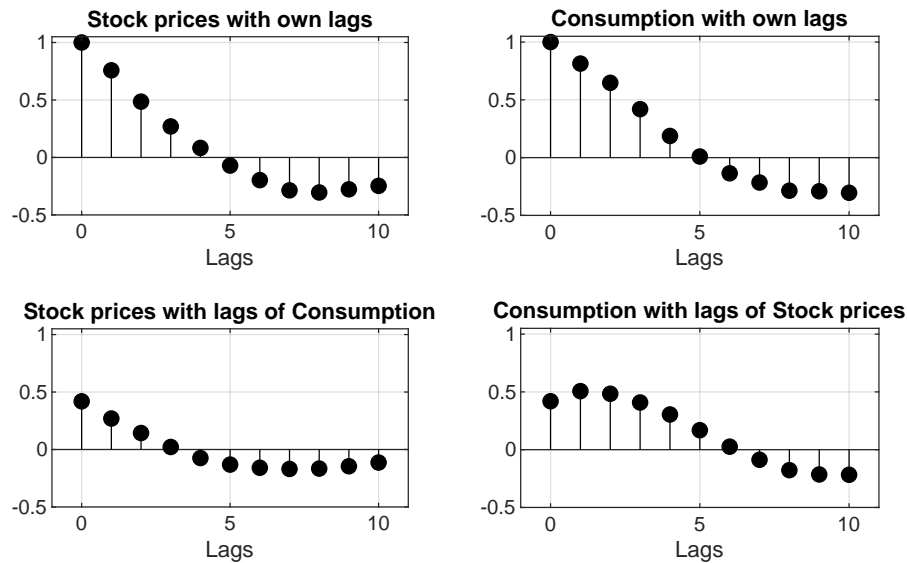 Stock prices with own lags
1
0.5
0
-0.5
0 5 10
Lags
Consumption with own lags
1
0.5
0
-0.5
0 5 10
Lags
Stock prices with lags of Consumption
1
0.5
0
-0.5
0 5 10
Lags
Consumption with lags of Stock prices
1
0.5
0
-0.5
0 5 10
Lags